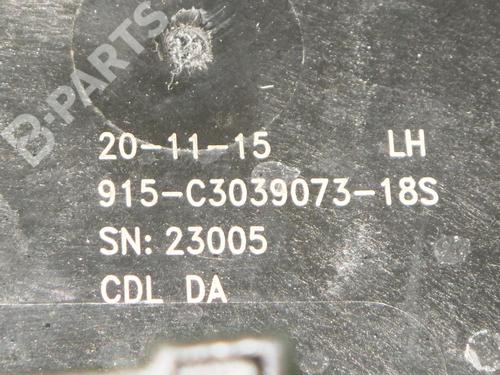 B-PARTS
20-11-15 LH
915-C3039073-18S
SN: 23005
CDL DA